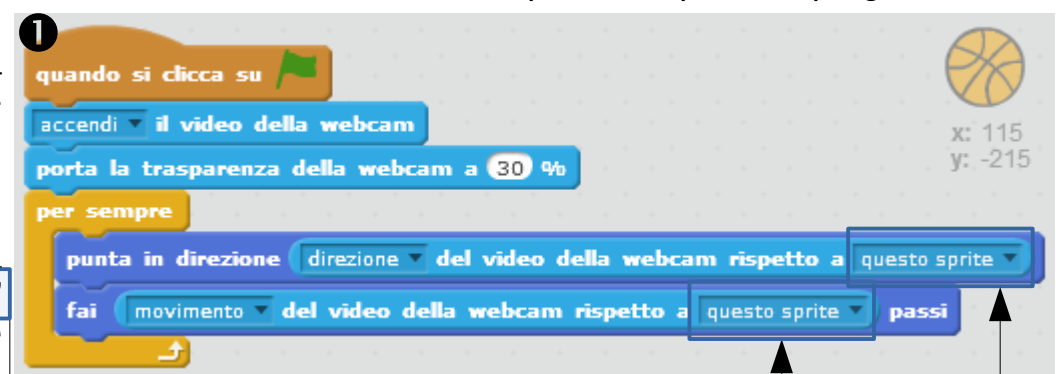 1
quando si clicca su
accendi il video della webcam
porta la trasparenza della webcam a 30 %
x: 115
y: -215
per sempre
punta in direzione direzione del video della webcam rispetto a questo sprite
fai movimento del video della webcam rispetto a questo sprite passi